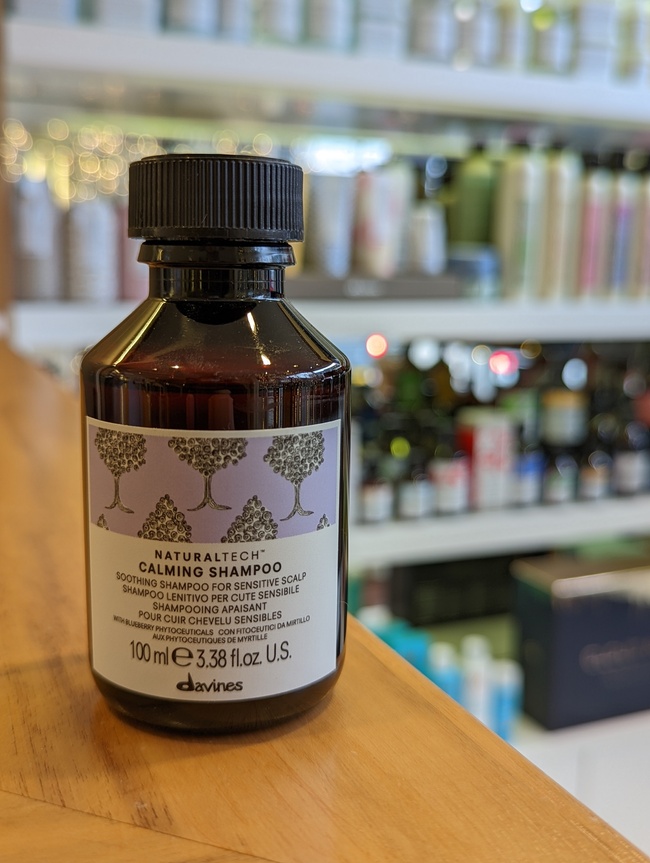 NATURALTECH™
CALMING SHAMPOO
SOOTHING SHAMPOO FOR SENSITIVE SCALP
SHAMPOO LENITIVO PER CUTE SENSIBILE
SHAMPOOING APAISANT
POUR CUIR CHEVELU SENSIBLES
WITH BLUEBERRY PHYTOCEUTICALS CON FITOCEUTICI DA MIRTILLO
AUX PHYTOCEUTIQUES DE MYRTILLE
100 ml ℮ 3.38 fl.oz. U.S.
davines